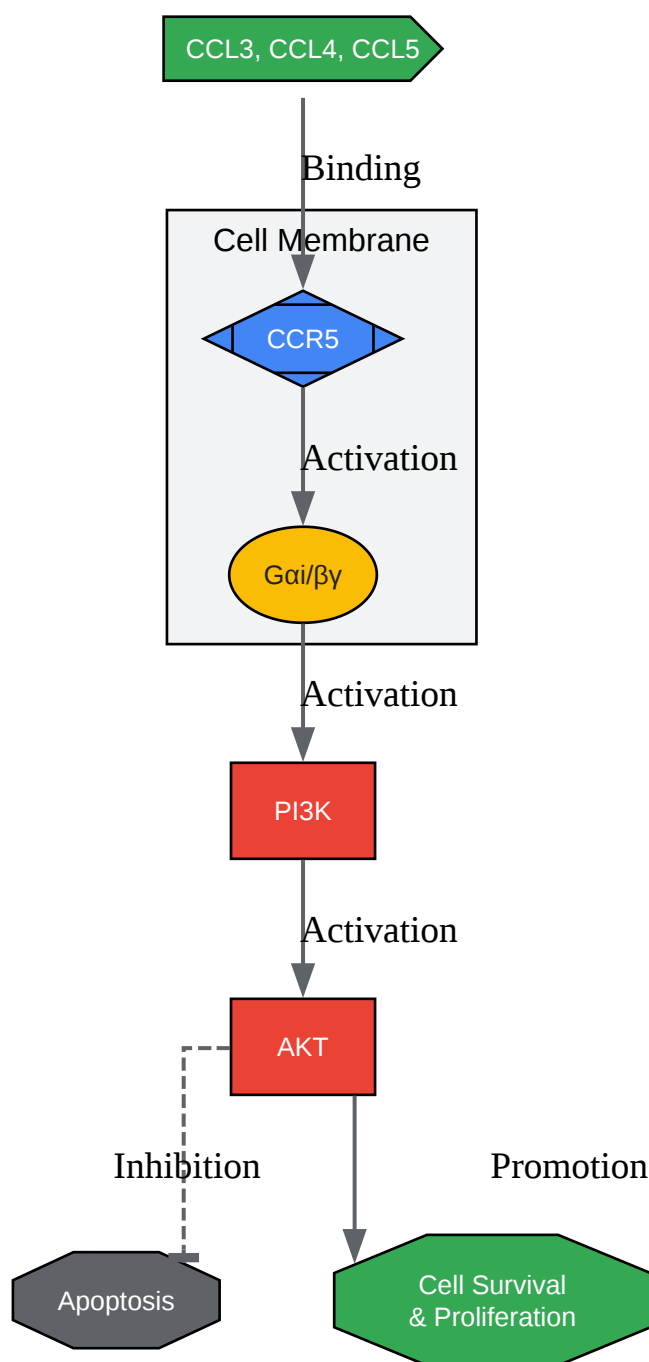 CCL3, CCL4, CCL5
Binding
Cell Membrane
CCR5
Activation
Gαi/βγ
Activation
PI3K
Activation
AKT
Inhibition
Promotion
Apoptosis
Cell Survival
& Proliferation